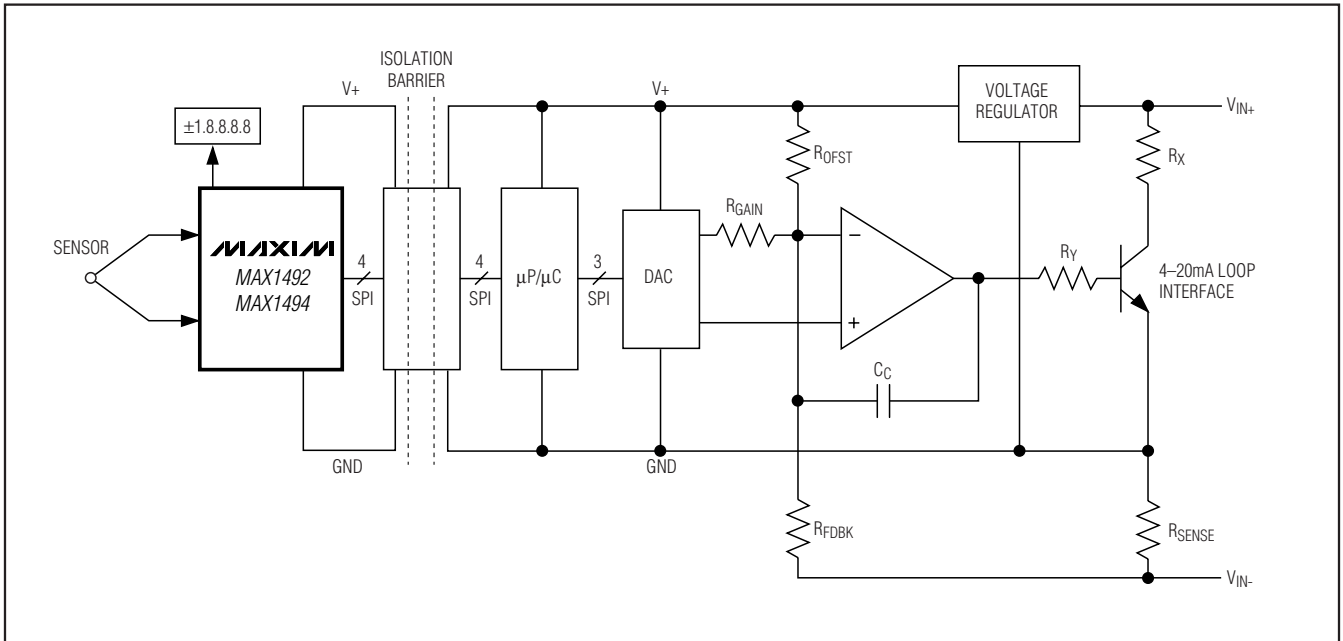 ISOLATION
BARRIER
V+
V+
VOLTAGE
REGULATOR
VIN+
±1.8.8.8.8
ROFST
RX
RGAIN
SENSOR
MAXIM
MAX1492
MAX1494
4
SPI
4
SPI
μP/μC
3
SPI
DAC
−
+
RY
4–20mA LOOP
INTERFACE
CC
GND
GND
RFDBK
RSENSE
VIN-